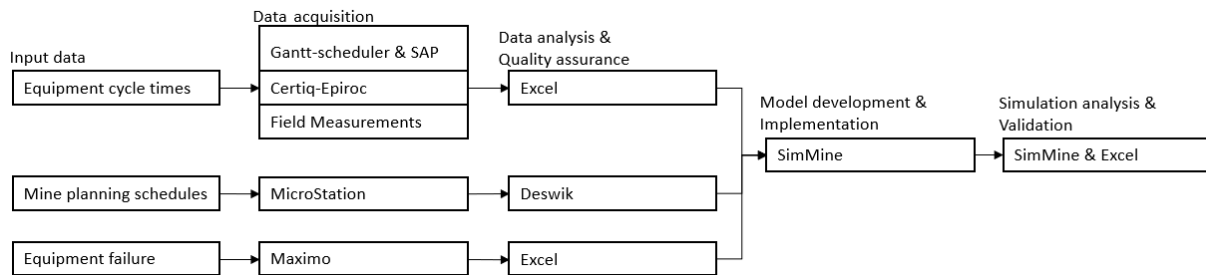 Input data
Data acquisition
Data analysis &
Quality assurance
Model development &
Implementation
Simulation analysis &
Validation
Equipment cycle times
Gantt-scheduler & SAP
Certiq-Epiroc
Field Measurements
Excel
SimMine
SimMine & Excel
Mine planning schedules
MicroStation
Deswik
Equipment failure
Maximo
Excel